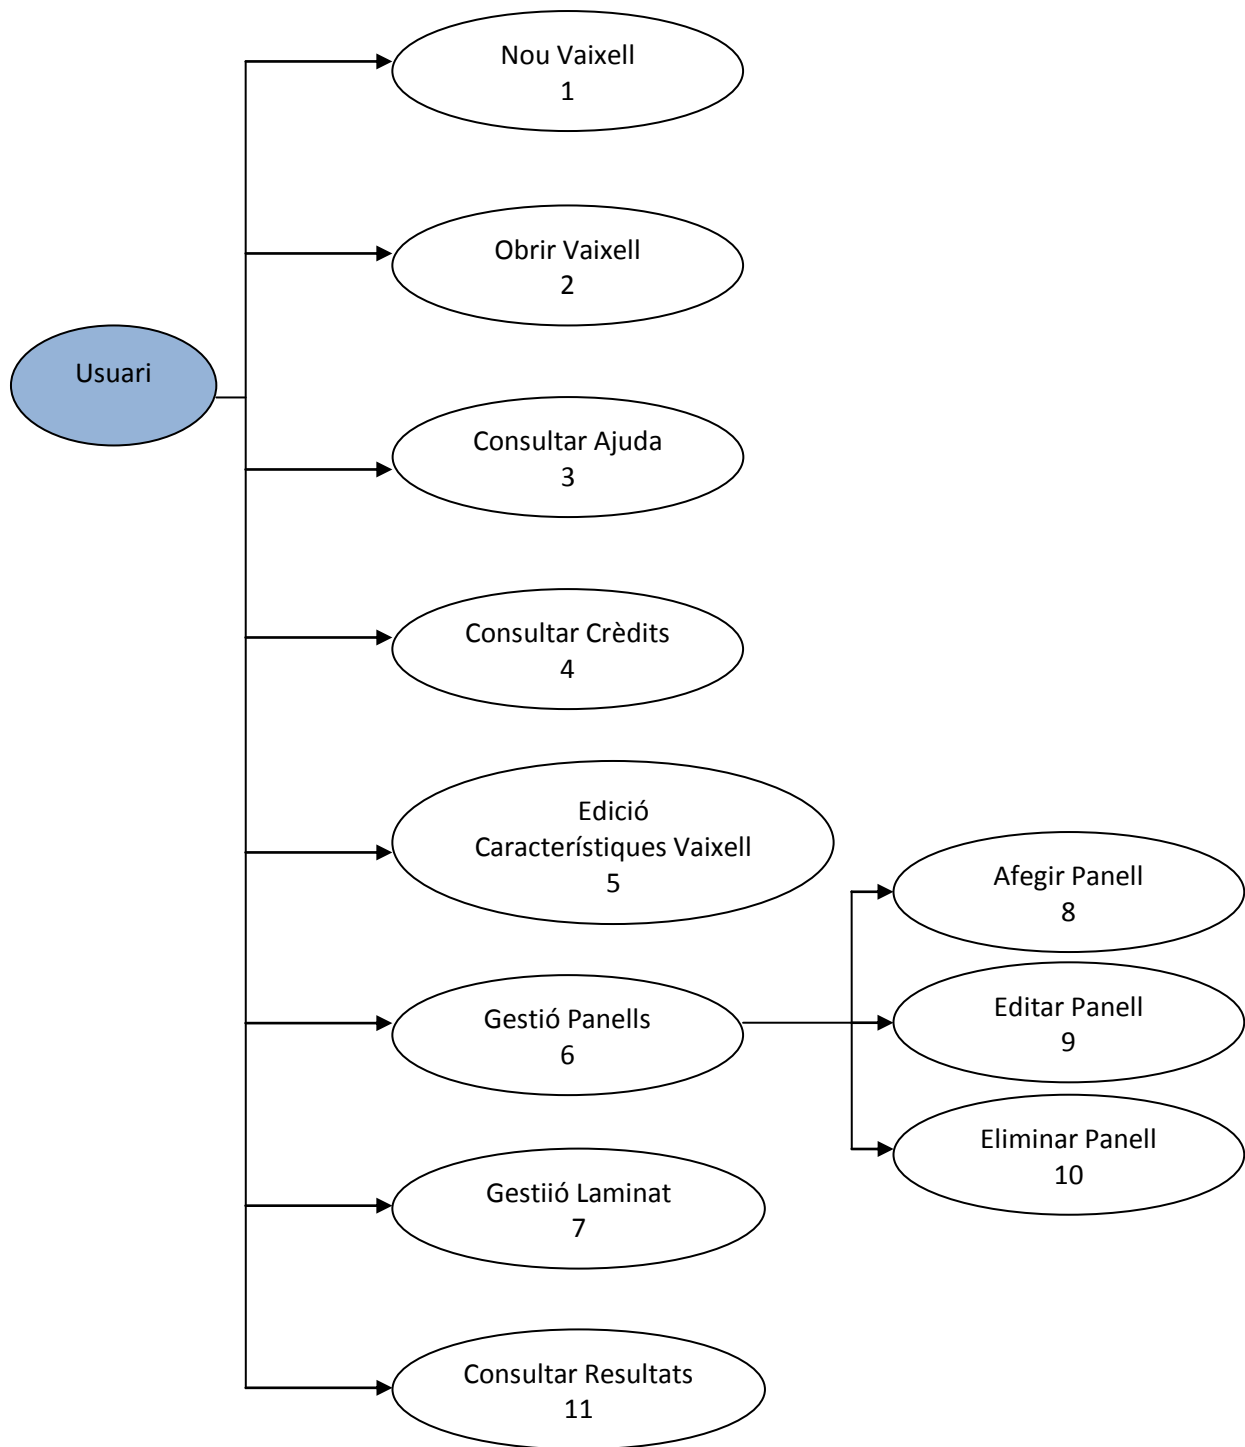 Nou Vaixell
1
Obrir Vaixell
2
Usuari
Consultar Ajuda
3
Consultar Crèdits
4
Edició
Característiques Vaixell
5
Gestió Panells
6
Afegir Panell
8
Editar Panell
9
Eliminar Panell
10
Gestiió Laminat
7
Consultar Resultats
11